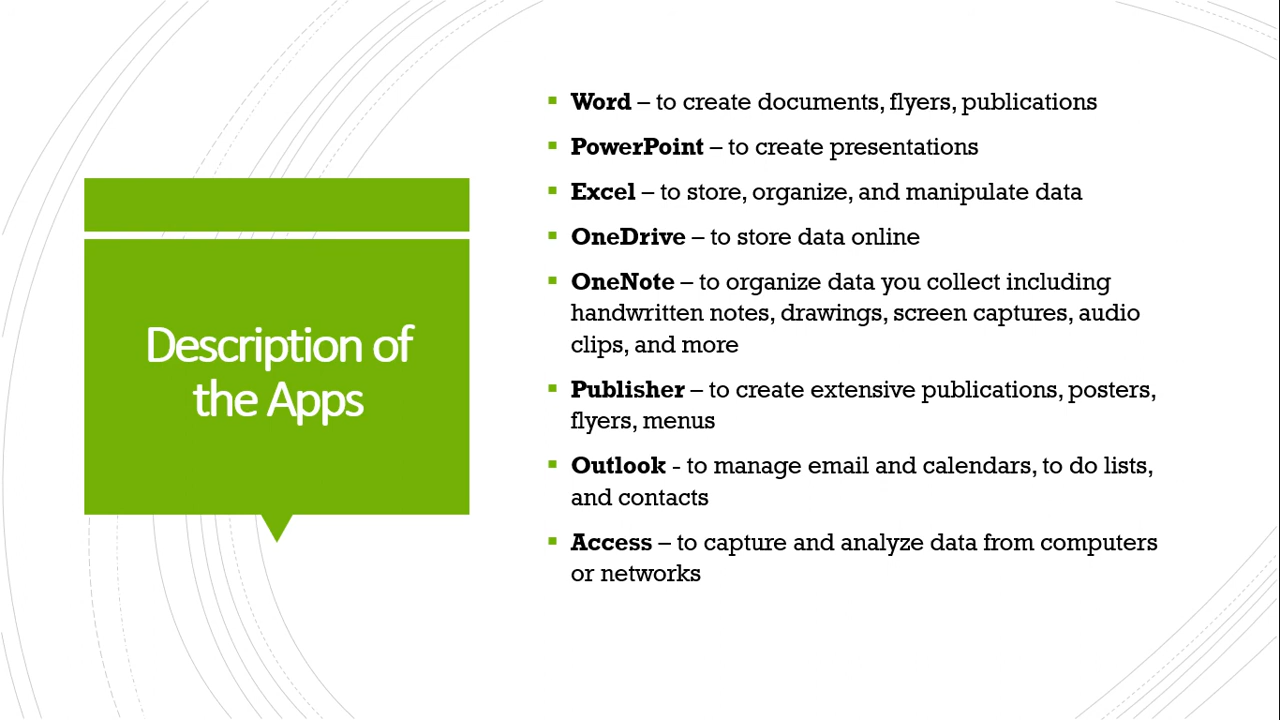 Description of
the Apps
Word – to create documents, flyers, publications
PowerPoint – to create presentations
Excel – to store, organize, and manipulate data
OneDrive – to store data online
OneNote – to organize data you collect including
handwritten notes, drawings, screen captures, audio
clips, and more
Publisher – to create extensive publications, posters,
flyers, menus
Outlook - to manage email and calendars, to do lists,
and contacts
Access – to capture and analyze data from computers
or networks